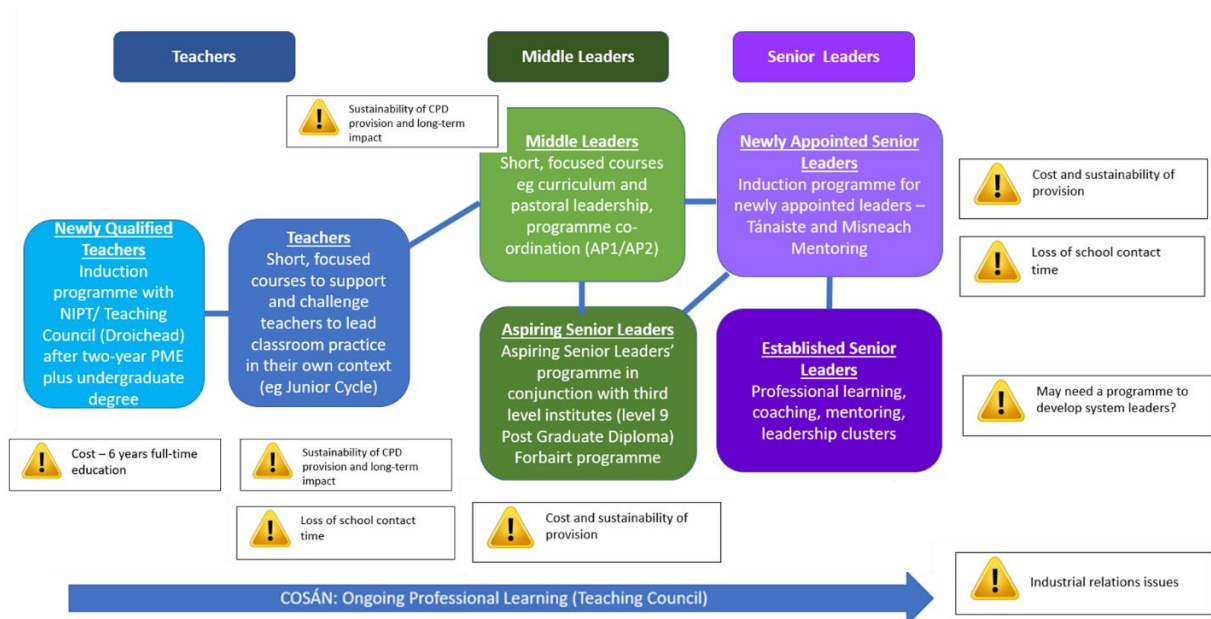 Teachers
Middle Leaders
Senior Leaders
Sustainability of CPD
provision and long-term
impact
Newly Qualified
Teachers
Induction
programme with
NIPT/ Teaching
Council (Droichead)
after two-year PME
plus undergraduate
degree
Teachers
Short, focused
courses to support
and challenge
teachers to lead
classroom practice
in their own context
(eg Junior Cycle)
Middle Leaders
Short, focused courses
eg curriculum and
pastoral leadership,
programme co-
ordination (AP1/AP2)
Newly Appointed Senior
Leaders
Induction programme for
newly appointed leaders –
Tánaiste and Misneach
Mentoring
Cost and sustainability of
provision
Loss of school contact
time
Aspiring Senior Leaders
Aspiring Senior Leaders’
programme in
conjunction with third
level institutes (level 9
Post Graduate Diploma)
Forbairt programme
Established Senior
Leaders
Professional learning,
coaching, mentoring,
leadership clusters
May need a programme to
develop system leaders?
Cost – 6 years full-time
education
Sustainability of CPD
provision and long-term
impact
Loss of school contact
time
Cost and sustainability of
provision
Industrial relations issues
COSÁN: Ongoing Professional Learning (Teaching Council)